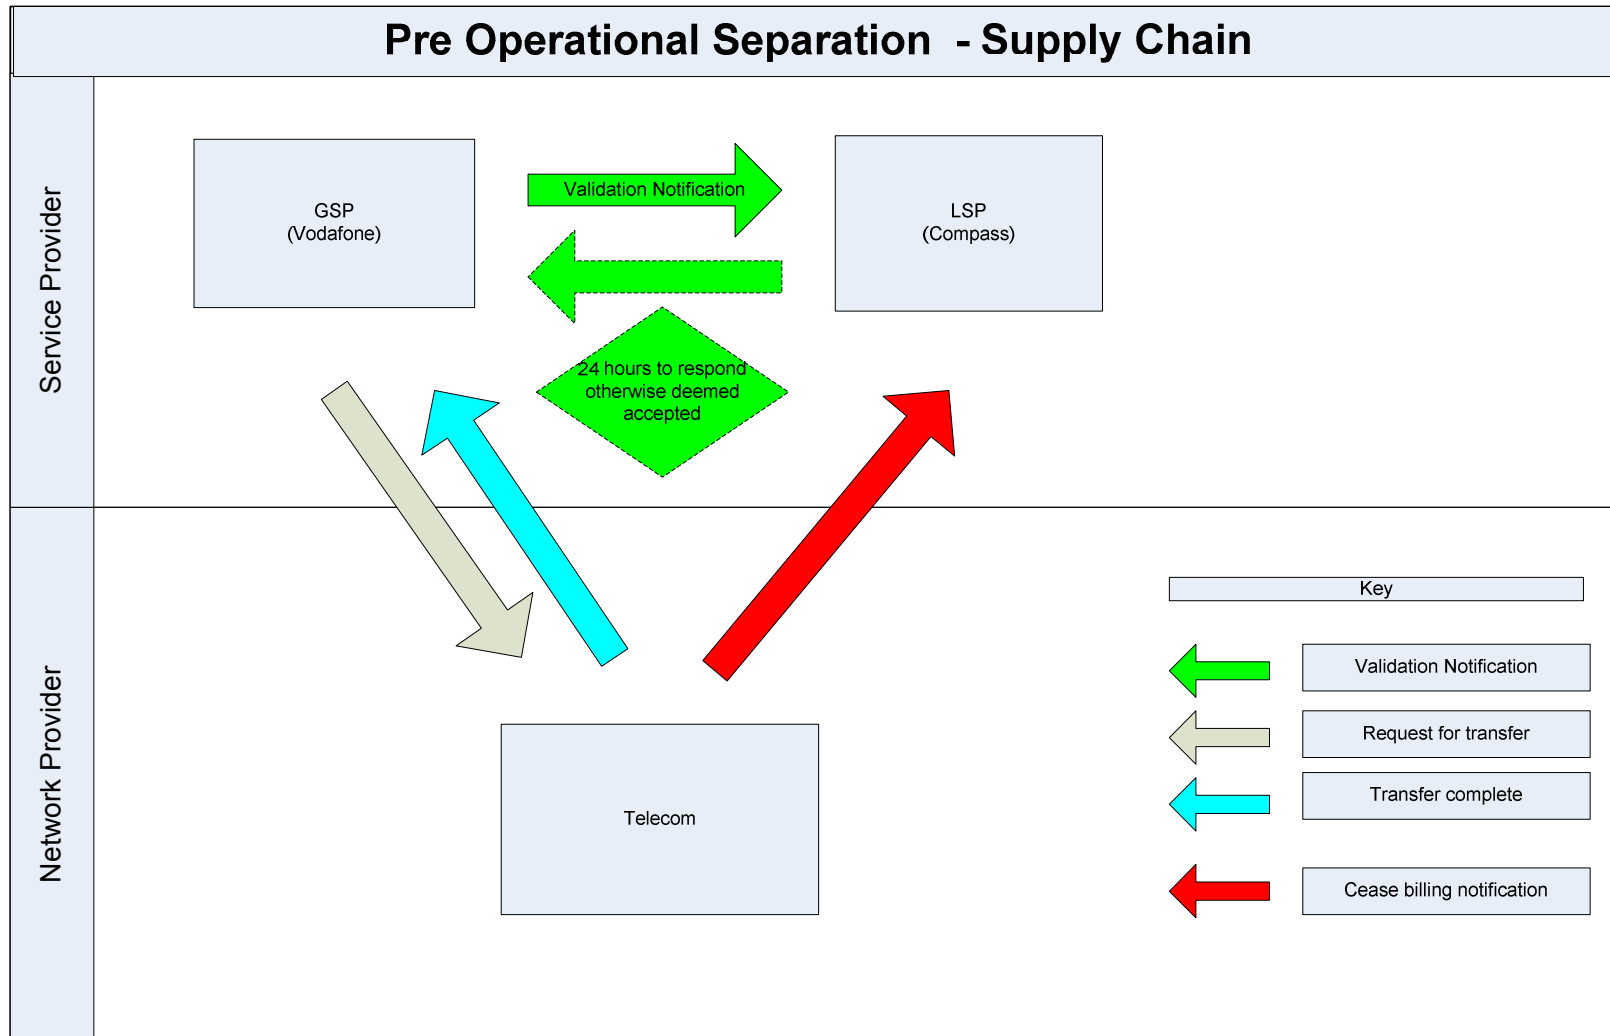 Pre Operational Separation - Supply Chain
Service Provider
GSP
(Vodafone)
Validation Notification
LSP
(Compass)
24 hours to respond
otherwise deemed
accepted
Network Provider
Telecom
Key
Validation Notification
Request for transfer
Transfer complete
Cease billing notification